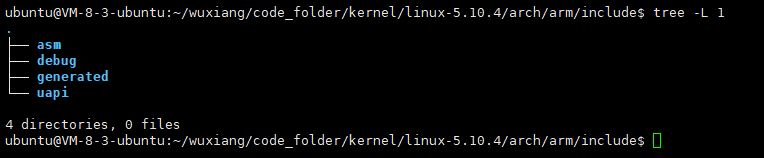 ubuntu@VM-8-3-ubuntu:~/wuxiang/code_folder/kernel/linux-5.10.4/arch/arm/include$ tree -L 1
.
├── asm
├── debug
├── generated
└── uapi
4 directories, 0 files
ubuntu@VM-8-3-ubuntu:~/wuxiang/code_folder/kernel/linux-5.10.4/arch/arm/include$